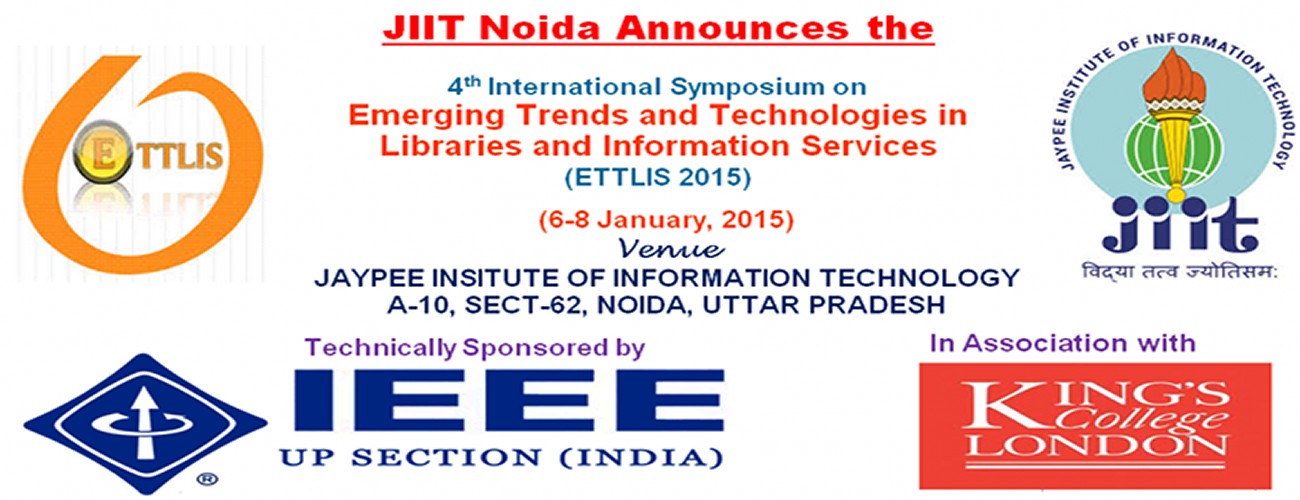 JIIT Noida Announces the
4th International Symposium on
Emerging Trends and Technologies in
Libraries and Information Services
(ETTLIS 2015)
(6-8 January, 2015)
Venue
JAYPEE INSITUTE OF INFORMATION TECHNOLOGY
A-10, SECT-62, NOIDA, UTTAR PRADESH
ETTLIS
JAYPEE INSTITUTE OF INFORMATION TECHNOLOGY
jiit
विद्या तत्व ज्योतिसम:
Technically Sponsored by
IEEE
UP SECTION (INDIA)
®
In Association with
KING'S
College
LONDON